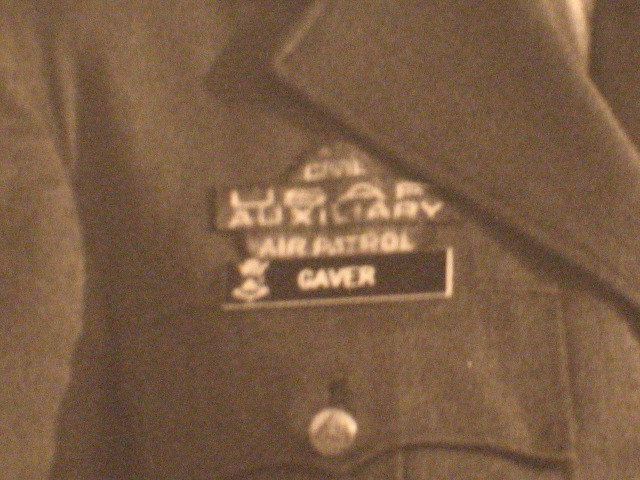 CIVIL
USAF
AUXILIARY
AIR PATROL
GAVER